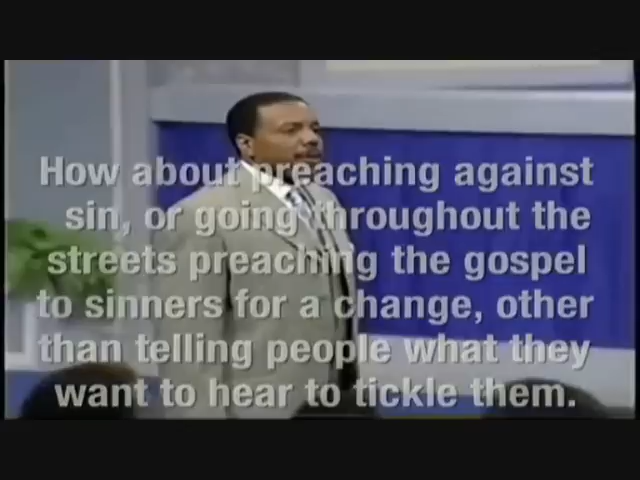 How about preaching against
sin, or going throughout the
streets preaching the gospel
to sinners for a change, other
than telling people what they
want to hear to tickle them.